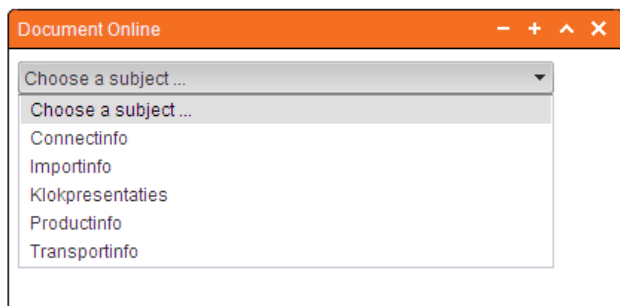 Document Online
Choose a subject ...
Choose a subject ...
Connectinfo
Importinfo
Klokpresentaties
Productinfo
Transportinfo